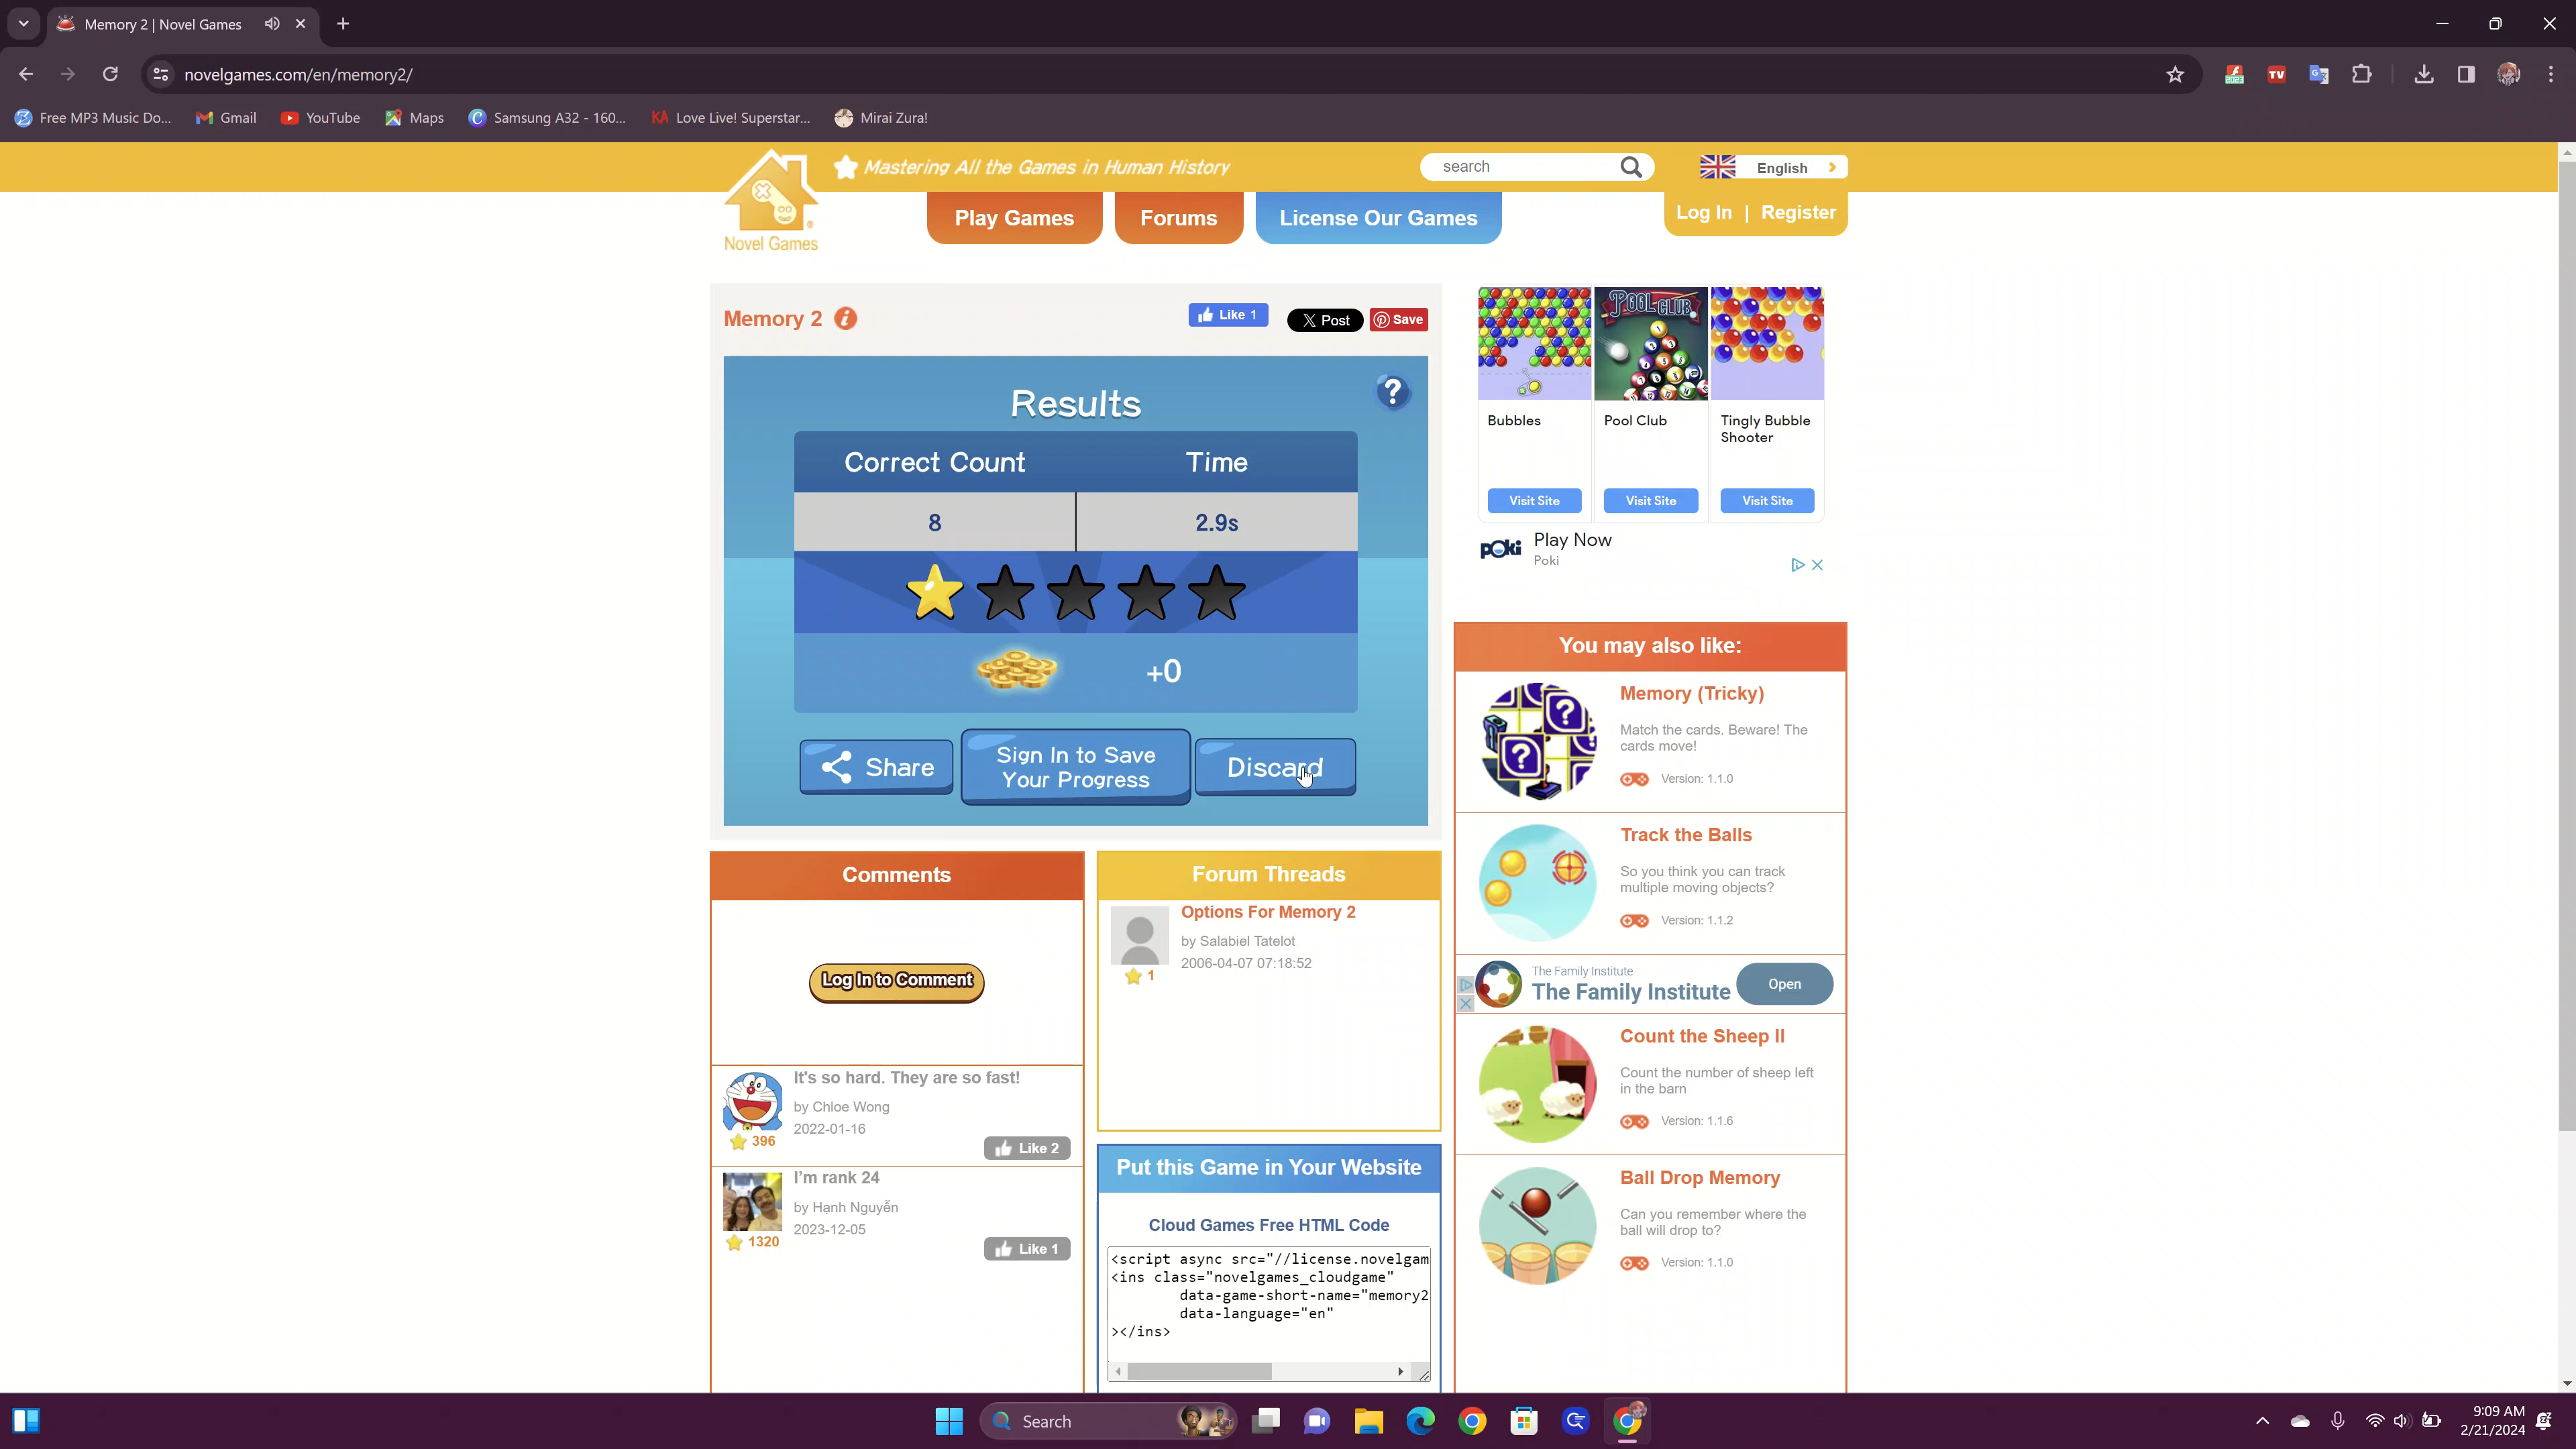 Memory 2 | Novel Games
novelgames.com/en/memory2/
Free MP3 Music Do...
Gmail
YouTube
Maps
Samsung A32 - 160...
KA Love Live! Superstar...
Mirai Zura!
Mastering All the Games in Human History
search
English
Novel Games
Play Games
Forums
License Our Games
Log In | Register
Memory 2
Like 1
Post
Save
Results
?
Correct Count
Time
8
2.9s
+0
Share
Sign In to Save
Your Progress
Discard
POOL CLUB
Bubbles
Pool Club
Tingly Bubble
Shooter
Visit Site
Visit Site
Visit Site
poki
Play Now
Poki
You may also like:
Memory (Tricky)
Match the cards. Beware! The
cards move!
Version: 1.1.0
Track the Balls
So you think you can track
multiple moving objects?
Version: 1.1.2
The Family Institute
The Family Institute
Open
Count the Sheep II
Count the number of sheep left
in the barn
Version: 1.1.6
Ball Drop Memory
Can you remember where the
ball will drop to?
Version: 1.1.0
Comments
Log In to Comment
It's so hard. They are so fast!
by Chloe Wong
2022-01-16
396
Like 2
I'm rank 24
by Hạnh Nguyễn
2023-12-05
1320
Like 1
Forum Threads
Options For Memory 2
by Salabiel Tatelot
2006-04-07 07:18:52
1
Put this Game in Your Website
Cloud Games Free HTML Code
<script async src="//license.novelgam
<ins class="novelgames_cloudgame"
data-game-short-name="memory2
data-language="en"
></ins>
Search
9:09 AM
2/21/2024